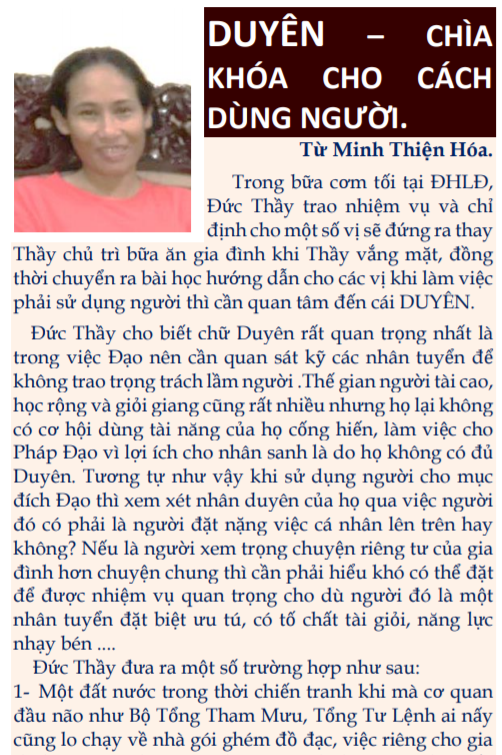 DUYÊN – CHÌA
KHÓA CHO CÁCH
DÙNG NGƯỜI.
Từ Minh Thiện Hóa.
Trong bữa cơm tối tại ĐHLĐ,
Đức Thầy trao nhiệm vụ và chỉ
định cho một số vị sẽ đứng ra thay
Thầy chủ trì bữa ăn gia đình khi Thầy vắng mặt, đồng
thời chuyển ra bài học hướng dẫn cho các vị khi làm việc
phải sử dụng người thì cần quan tâm đến cái DUYÊN.
Đức Thầy cho biết chữ Duyên rất quan trọng nhất là
trong việc Đạo nên cần quan sát kỹ các nhân tuyển để
không trao trọng trách lầm người .Thế gian người tài cao,
học rộng và giỏi giang cũng rất nhiều nhưng họ lại không
có cơ hội dùng tài năng của họ cống hiến, làm việc cho
Pháp Đạo vì lợi ích cho nhân sanh là do họ không có đủ
Duyên. Tương tự như vậy khi sử dụng người cho mục
đích Đạo thì xem xét nhân duyên của họ qua việc người
đó có phải là người đặt nặng việc cá nhân lên trên hay
không? Nếu là người xem trọng chuyện riêng tư của gia
đình hơn chuyện chung thì cần phải hiểu khó có thể đặt
để được nhiệm vụ quan trọng cho dù người đó là một
nhân tuyển đặt biệt ưu tú, có tố chất tài giỏi, năng lực
nhạy bén ....
Đức Thầy đưa ra một số trường hợp như sau:
1- Một đất nước trong thời chiến tranh khi mà cơ quan
đầu não như Bộ Tổng Tham Mưu, Tổng Tư Lệnh ai nấy
cũng lo chạy về nhà gói ghém đồ đạc, việc riêng cho gia